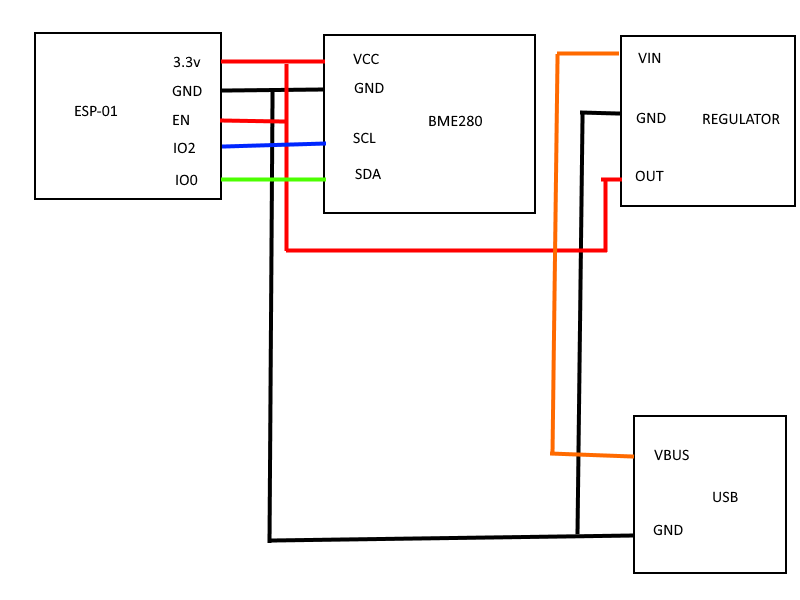 ESP-01
3.3v
GND
EN
IO2
IO0
VCC
GND
SCL
SDA
BME280
VIN
GND
OUT
REGULATOR
VBUS
USB
GND